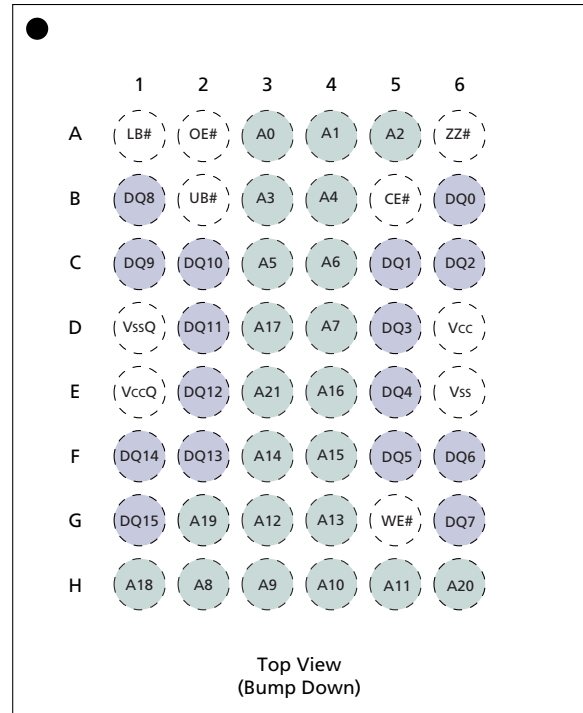 1 2 3 4 5 6
A LB# OE# A0 A1 A2 ZZ#
B DQ8 UB# A3 A4 CE# DQ0
C DQ9 DQ10 A5 A6 DQ1 DQ2
D VssQ DQ11 A17 A7 DQ3 Vcc
E VccQ DQ12 A21 A16 DQ4 Vss
F DQ14 DQ13 A14 A15 DQ5 DQ6
G DQ15 A19 A12 A13 WE# DQ7
H A18 A8 A9 A10 A11 A20
Top View
(Bump Down)